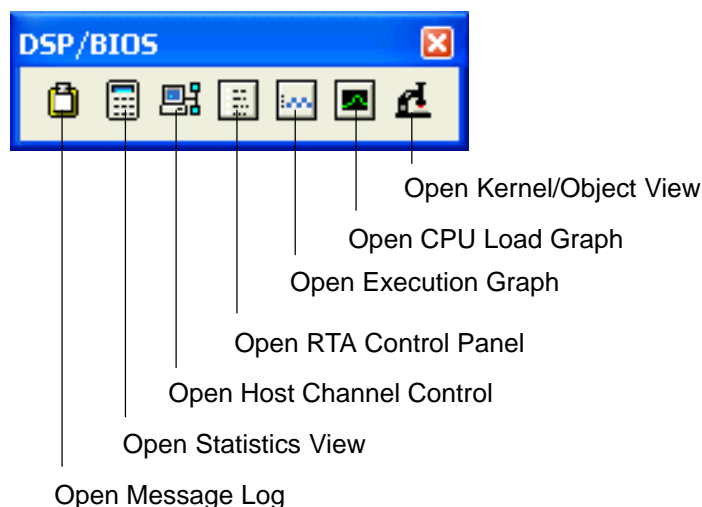 DSP/BIOS
Open Kernel/Object View
Open CPU Load Graph
Open Execution Graph
Open RTA Control Panel
Open Host Channel Control
Open Statistics View
Open Message Log